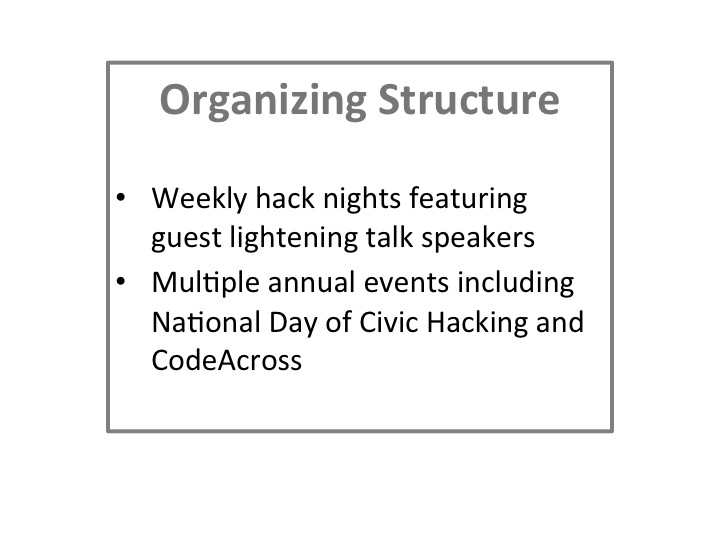 Organizing Structure
• Weekly hack nights featuring
guest lightening talk speakers
• Multiple annual events including
National Day of Civic Hacking and
CodeAcross